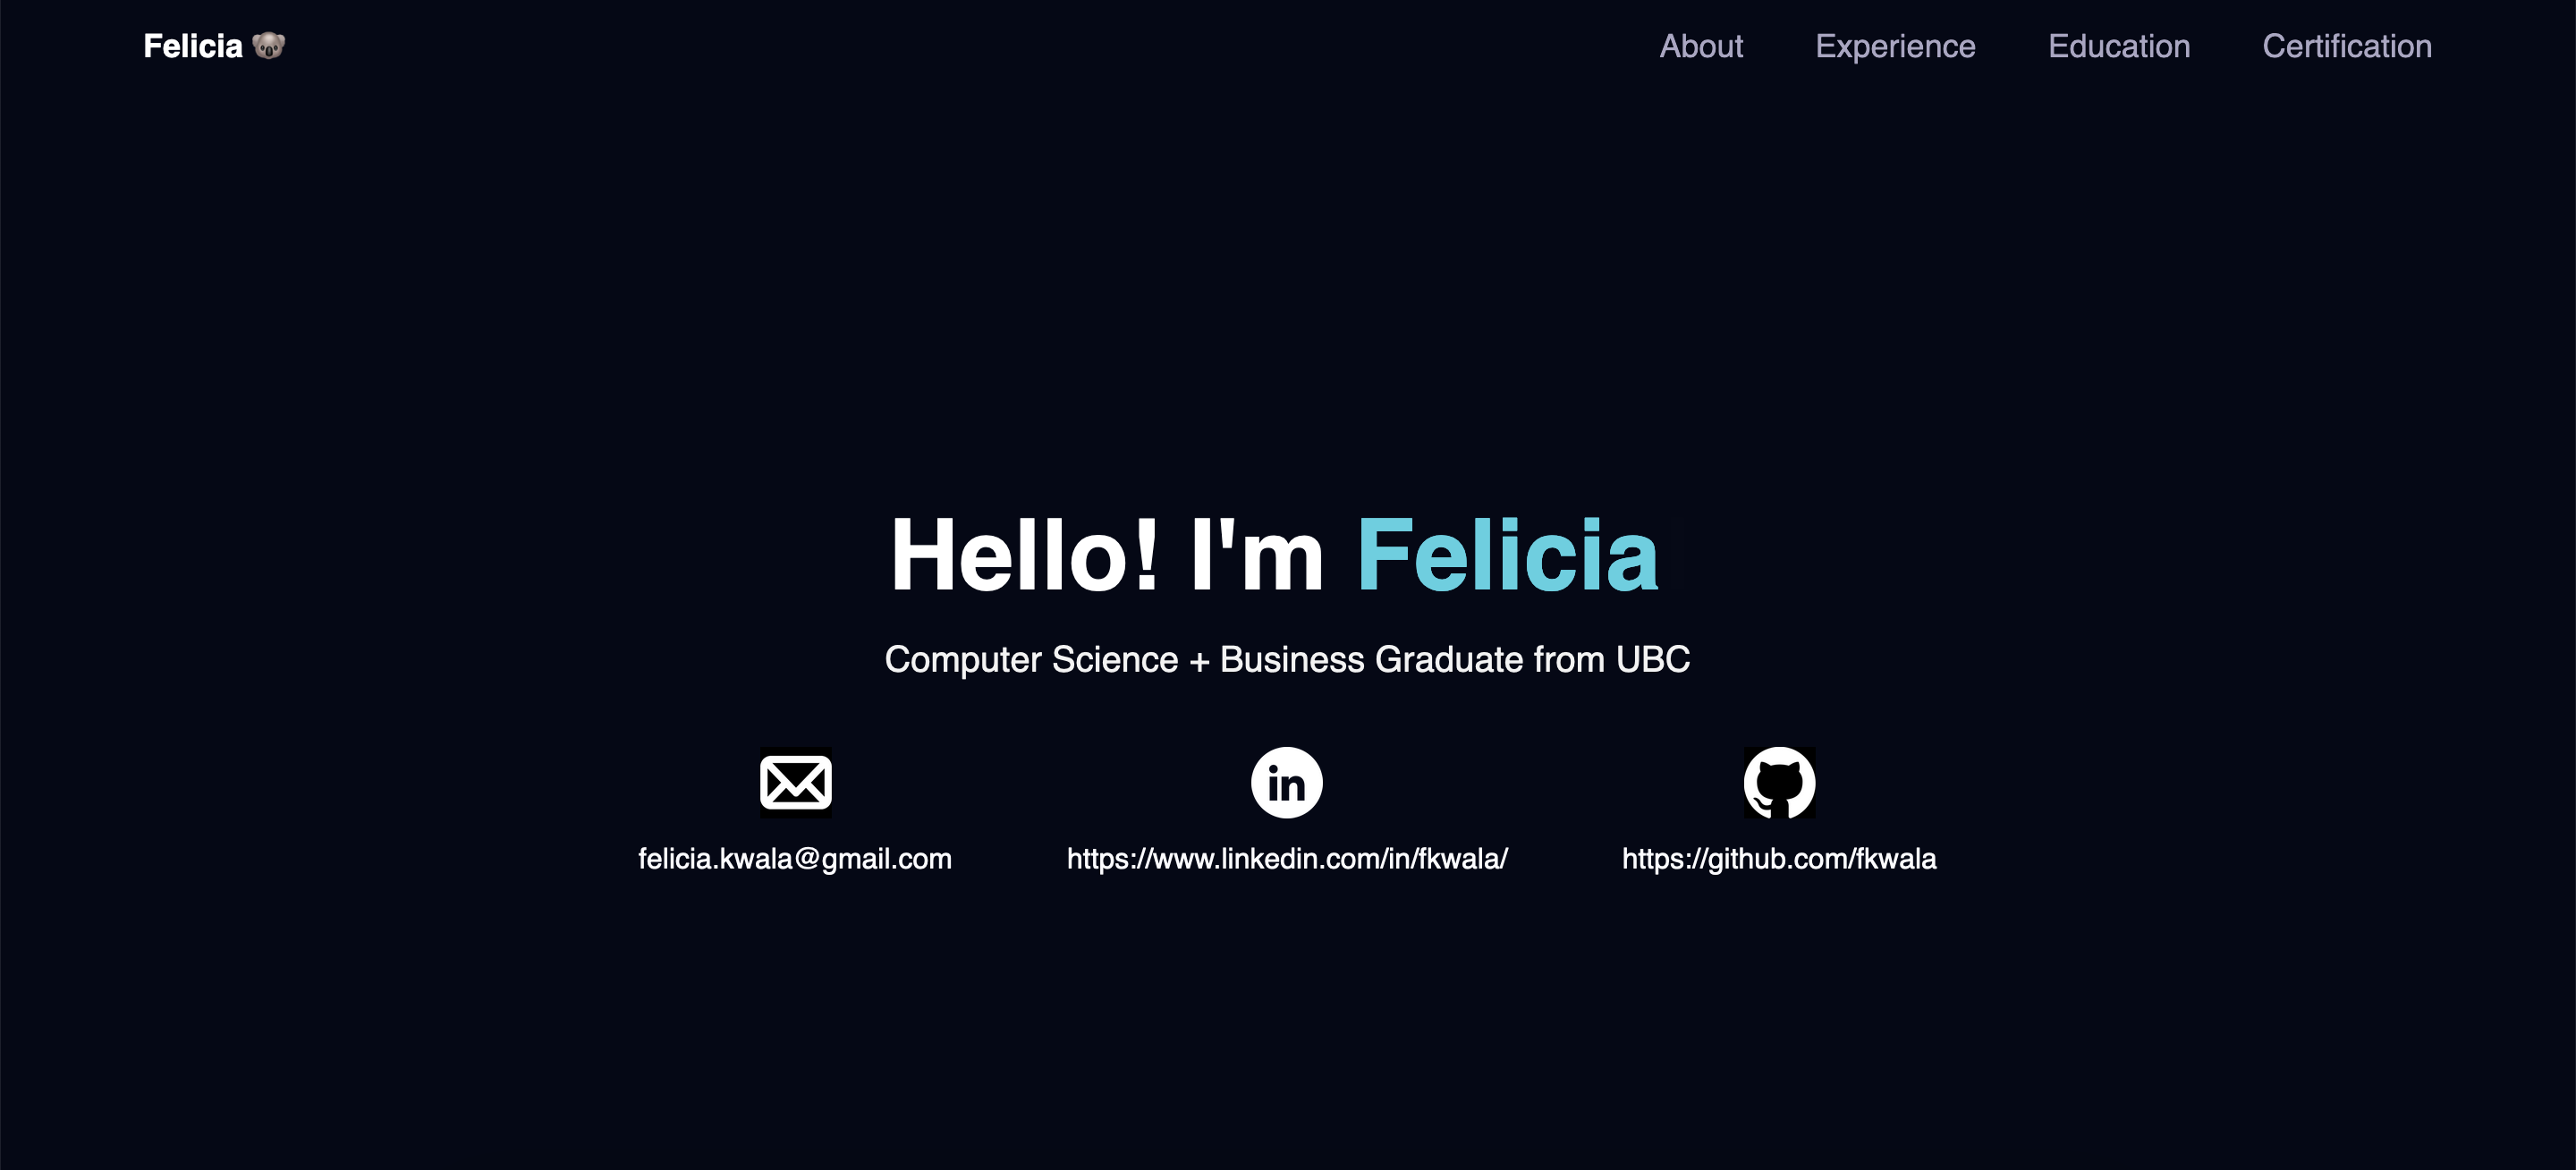 Felicia 🐨 About Experience Education Certification
Hello! I'm Felicia
Computer Science + Business Graduate from UBC
in
felicia.kwala@gmail.com https://www.linkedin.com/in/fkwala/ https://github.com/fkwala